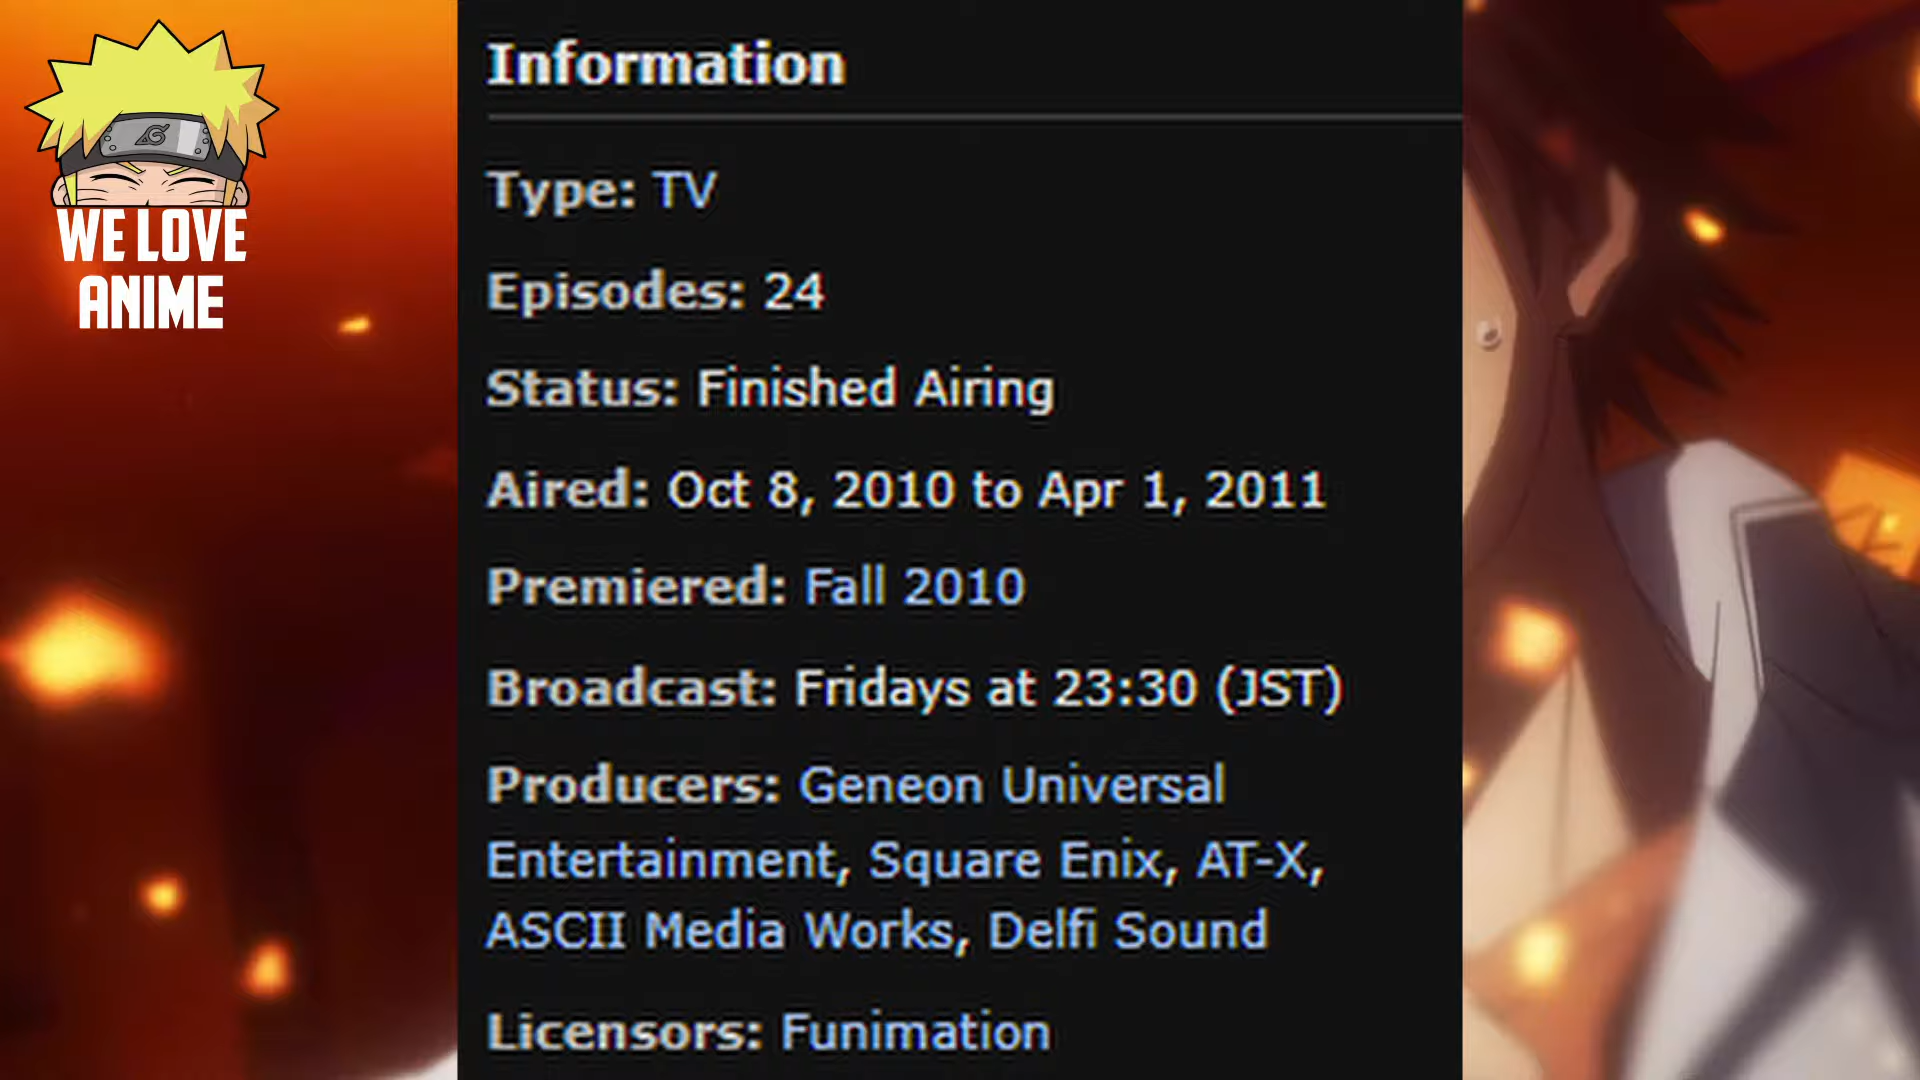 WE LOVE
ANIME
Information
Type: TV
Episodes: 24
Status: Finished Airing
Aired: Oct 8, 2010 to Apr 1, 2011
Premiered: Fall 2010
Broadcast: Fridays at 23:30 (JST)
Producers: Geneon Universal
Entertainment, Square Enix, AT-X,
ASCII Media Works, Delfi Sound
Licensors: Funimation